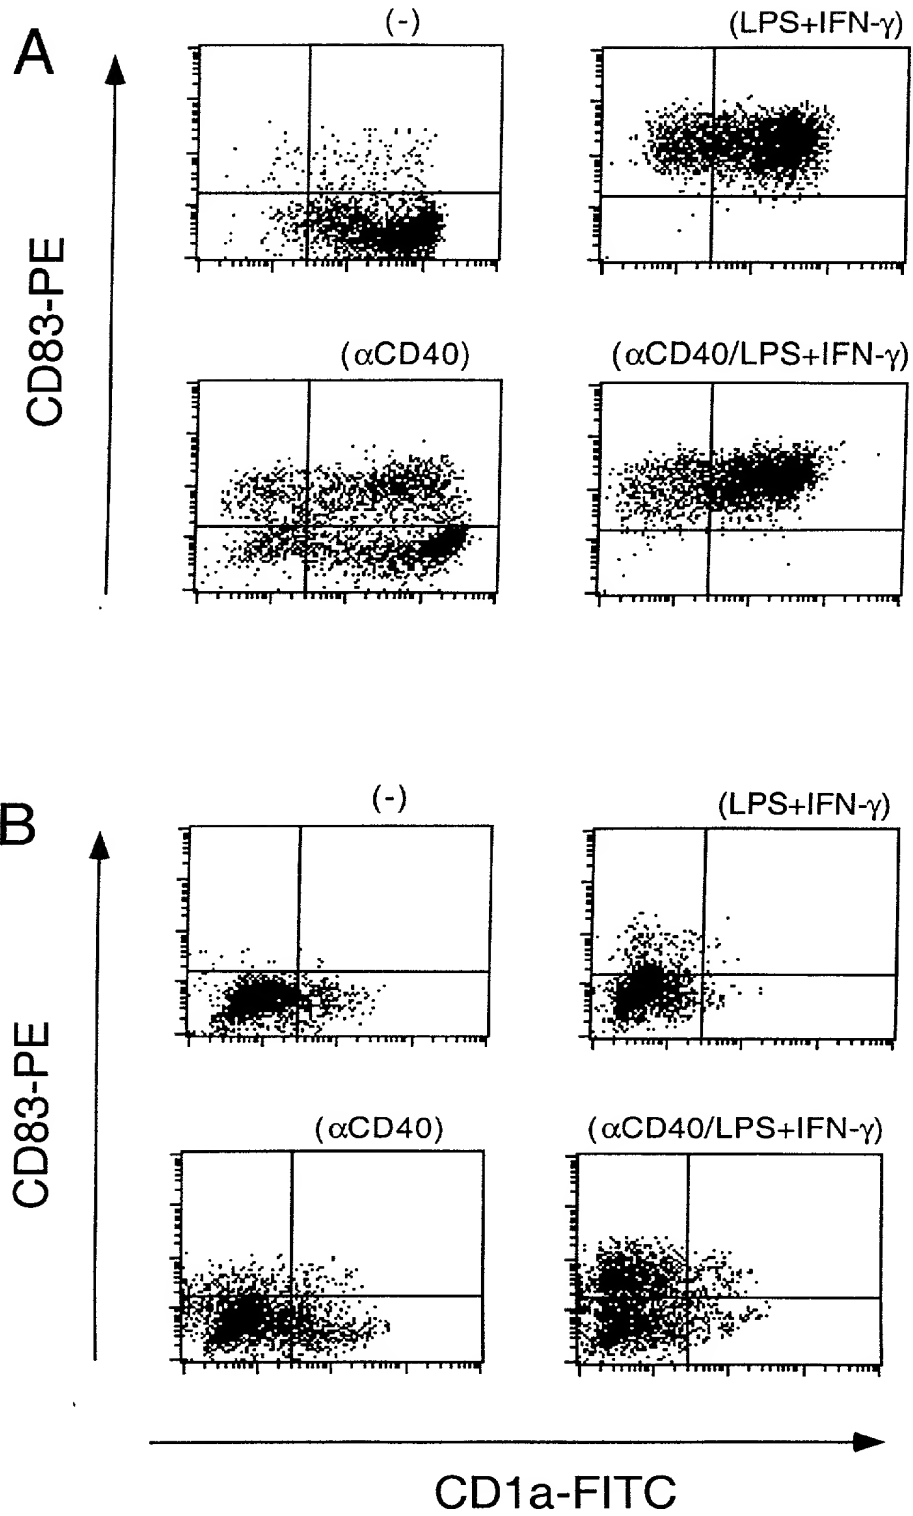 A
(-)
(LPS+IFN-γ)
(αCD40)
(αCD40/LPS+IFN-γ)
CD83-PE
B
(-)
(LPS+IFN-γ)
(αCD40)
(αCD40/LPS+IFN-γ)
CD83-PE
CD1a-FITC